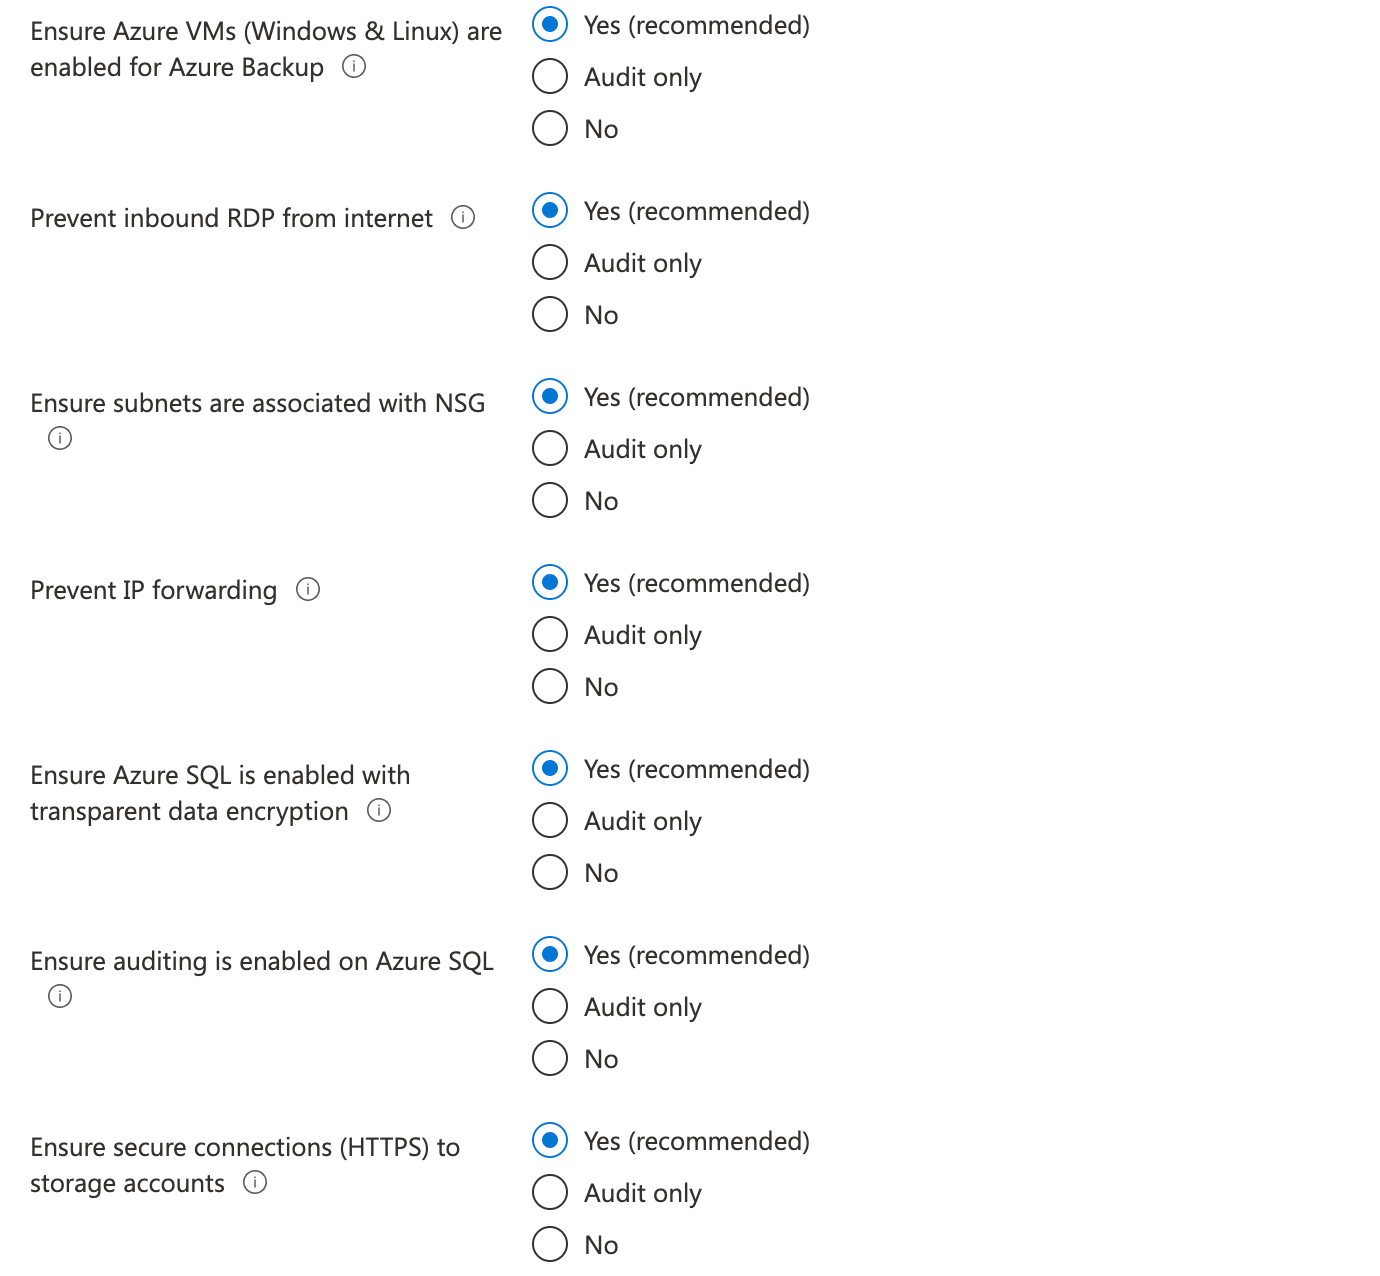 Ensure Azure VMs (Windows & Linux) are
enabled for Azure Backup
Yes (recommended)
Audit only
No
Prevent inbound RDP from internet
Yes (recommended)
Audit only
No
Ensure subnets are associated with NSG
Yes (recommended)
Audit only
No
Prevent IP forwarding
Yes (recommended)
Audit only
No
Ensure Azure SQL is enabled with
transparent data encryption
Yes (recommended)
Audit only
No
Ensure auditing is enabled on Azure SQL
Yes (recommended)
Audit only
No
Ensure secure connections (HTTPS) to
storage accounts
Yes (recommended)
Audit only
No